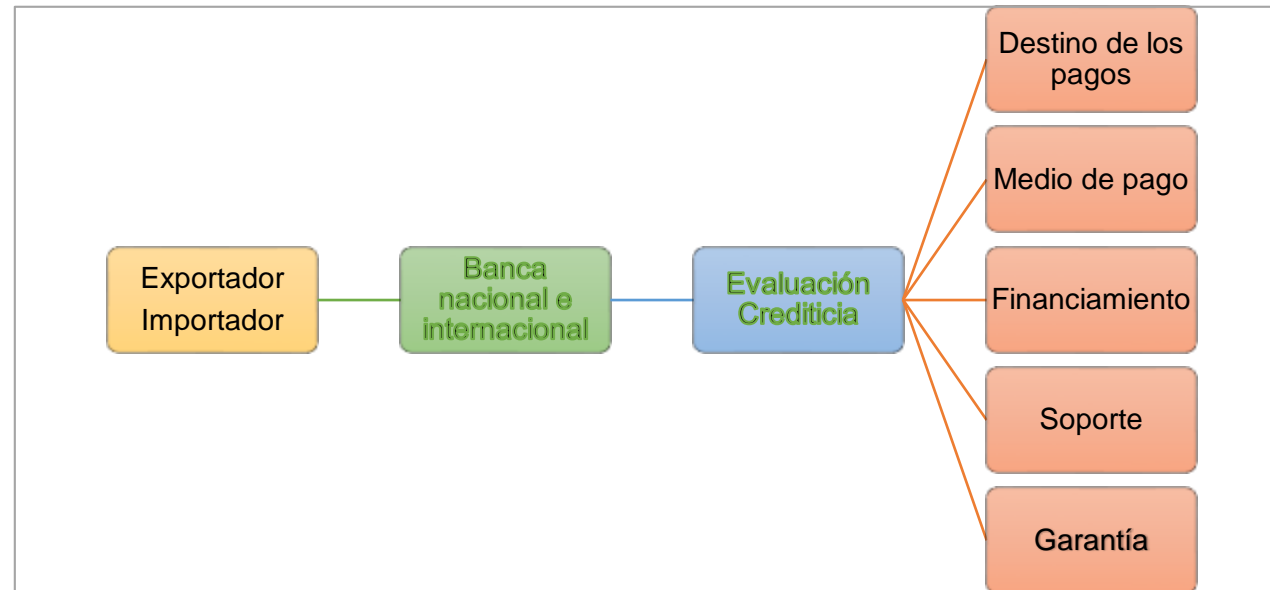 Exportador
Importador
Banca
nacional e
internacional
Evaluación
Crediticia
Destino de los
pagos
Medio de pago
Financiamiento
Soporte
Garantía